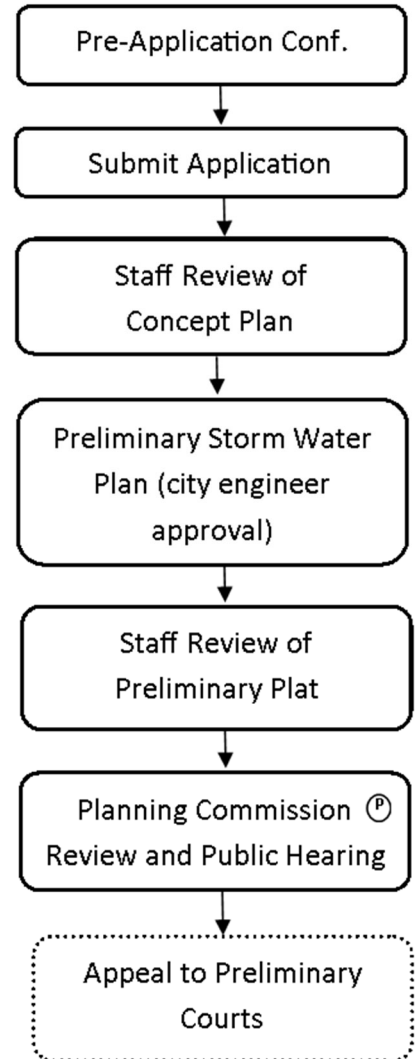 Pre-Application Conf.
Submit Application
Staff Review of
Concept Plan
Preliminary Storm Water
Plan (city engineer
approval)
Staff Review of
Preliminary Plat
Planning Commission P
Review and Public Hearing
Appeal to Preliminary
Courts